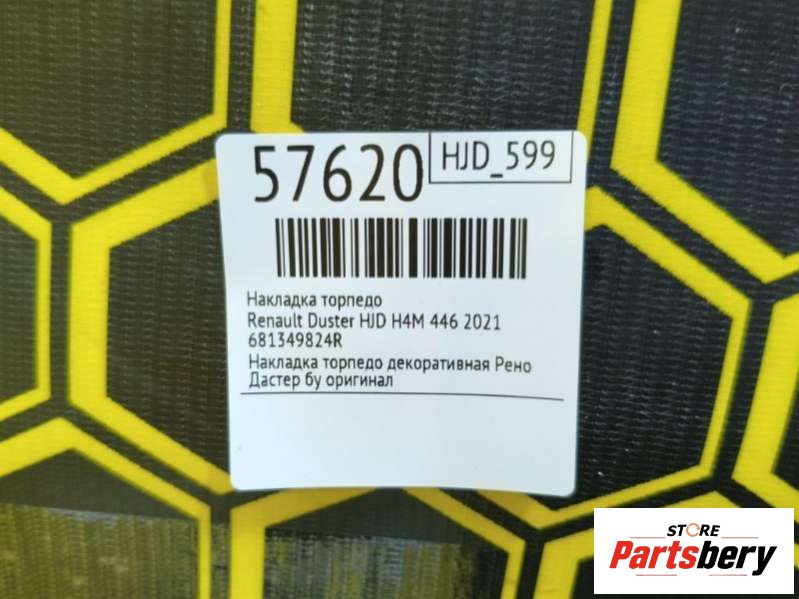 57620
HJD_599
Накладка торпедо
Renault Duster HJD H4M 446 2021
681349824R
Накладка торпедо декоративная Рено
Дастер бу оригинал
STORE
Partsbery